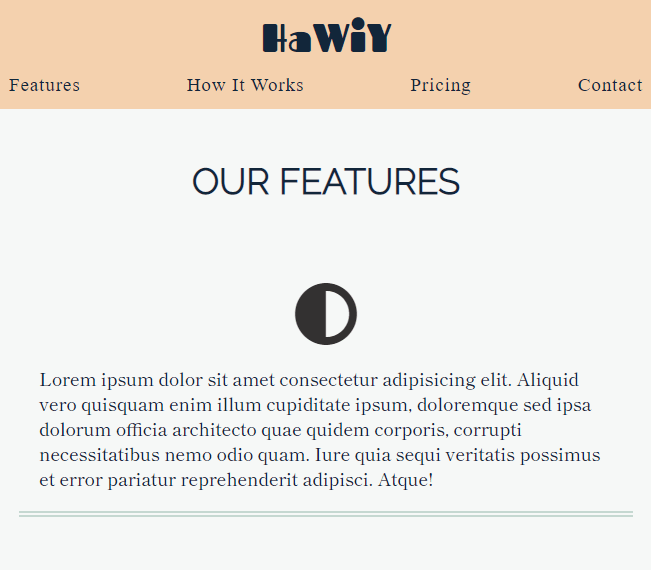 HaWiY
Features How It Works Pricing Contact
OUR FEATURES
Lorem ipsum dolor sit amet consectetur adipisicing elit. Aliquid
vero quisquam enim illum cupiditate ipsum, doloremque sed ipsa
dolorum officia architecto quae quidem corporis, corrupti
necessitatibus nemo odio quam. Iure quia sequi veritatis possimus
et error pariatur reprehenderit adipisci. Atque!